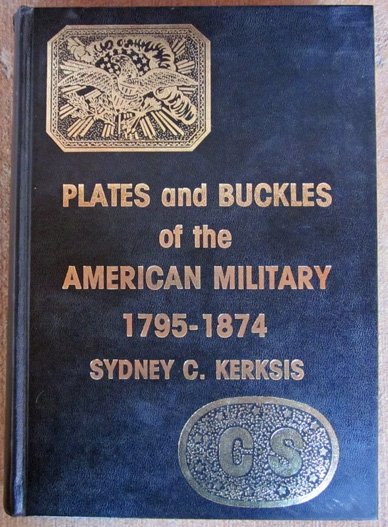 PLATES and BUCKLES
of the
AMERICAN MILITARY
1795-1874
SYDNEY C. KERKSIS
CS